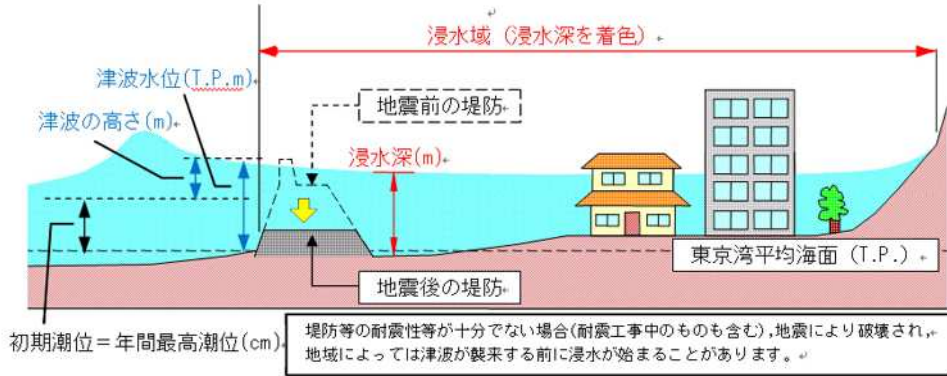 浸水域（浸水深を着色）
津波水位(T.P.m)
津波の高さ(m)
地震前の堤防
浸水深(m)
東京湾平均海面（T.P.）
地震後の堤防
初期潮位＝年間最高潮位(cm)
堤防等の耐震性等が十分でない場合(耐震工事中のものも含む),地震により破壊され,
地域によっては津波が襲来する前に浸水が始まることがあります。